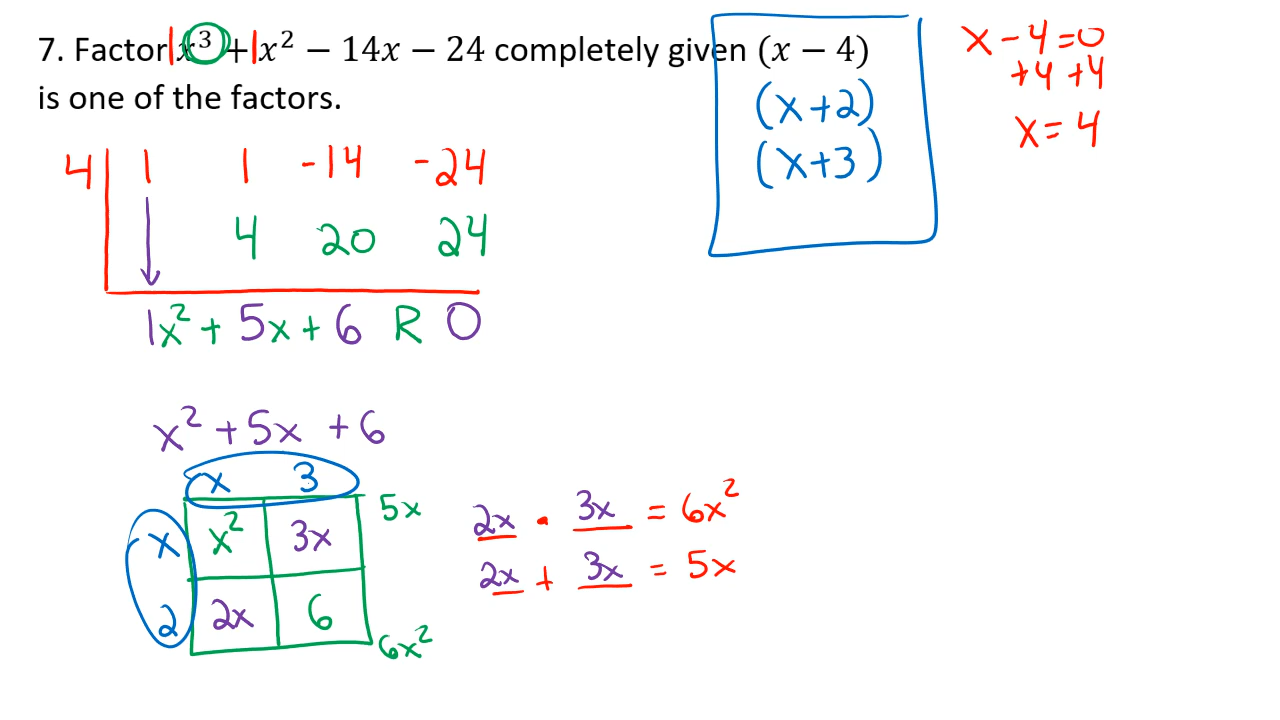 7. Factor 1x³ + 1x² − 14x − 24 completely given (x − 4)
is one of the factors.
(x+2)
(x+3)
x - 4 = 0
+4 +4
x = 4
4 1 1 -14 -24
4 20 24
1x² + 5x + 6 R 0
x² + 5x + 6
x 3
x x² 3x 5x
2 2x 6 6x²
2x · 3x = 6x²
2x + 3x = 5x